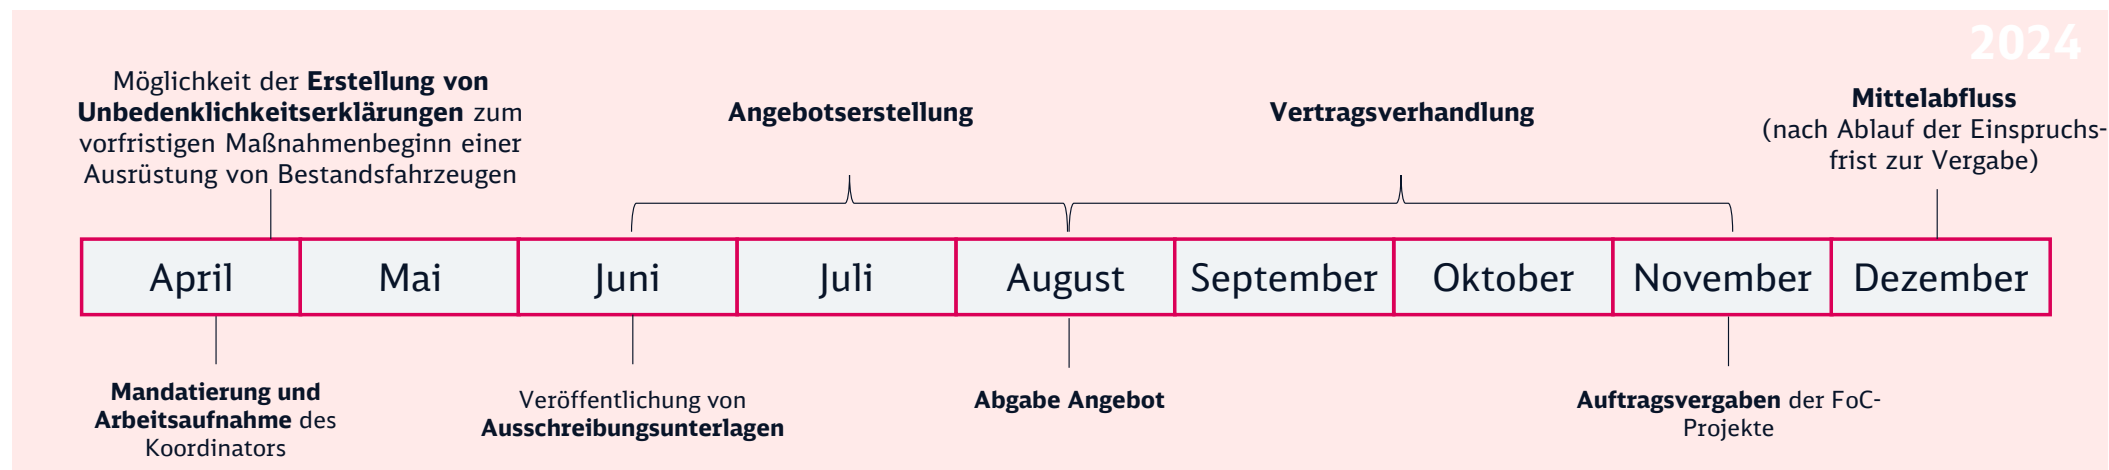 2024
Möglichkeit der Erstellung von
Unbedenklichkeitserklärungen zum
vorfristigen Maßnahmenbeginn einer
Ausrüstung von Bestandsfahrzeugen
Angebotserstellung
Vertragsverhandlung
Mittelabfluss
(nach Ablauf der Einspruchs-
frist zur Vergabe)
April
Mai
Juni
Juli
August
September
Oktober
November
Dezember
Mandatierung und
Arbeitsaufnahme des
Koordinators
Veröffentlichung von
Ausschreibungsunterlagen
Abgabe Angebot
Auftragsvergaben der FoC-
Projekte